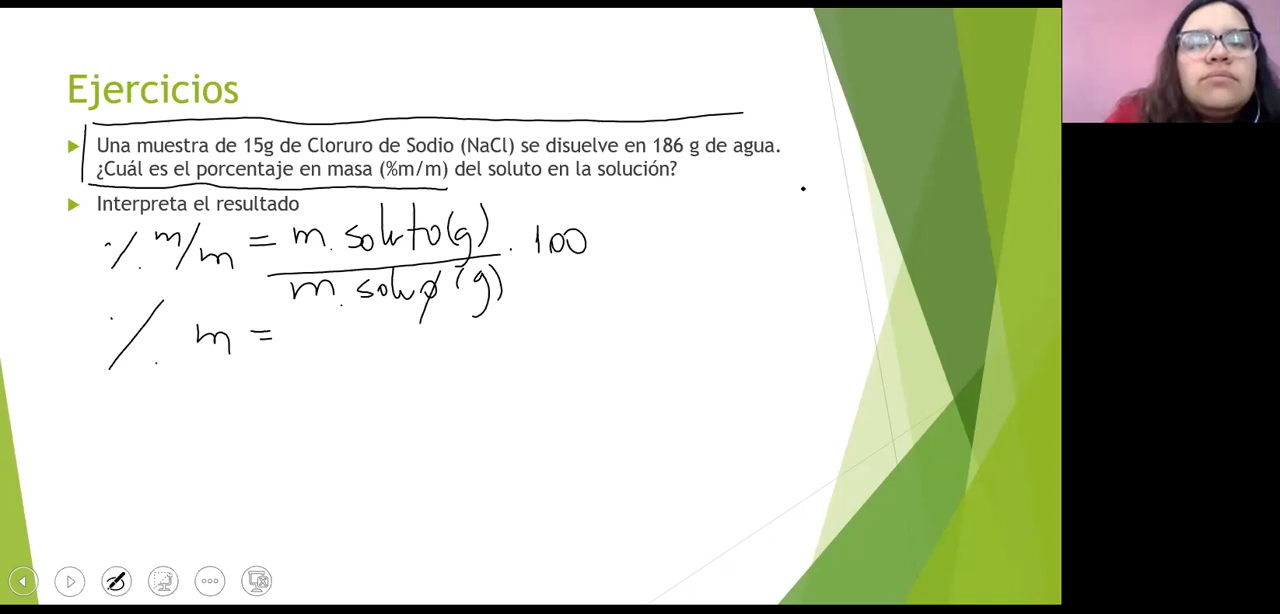 Ejercicios
Una muestra de 15g de Cloruro de Sodio (NaCl) se disuelve en 186 g de agua.
¿Cuál es el porcentaje en masa (%m/m) del soluto en la solución?
Interpreta el resultado
% m/m = m. soluto (g) . 100
m. soluϕ (g)
% m =